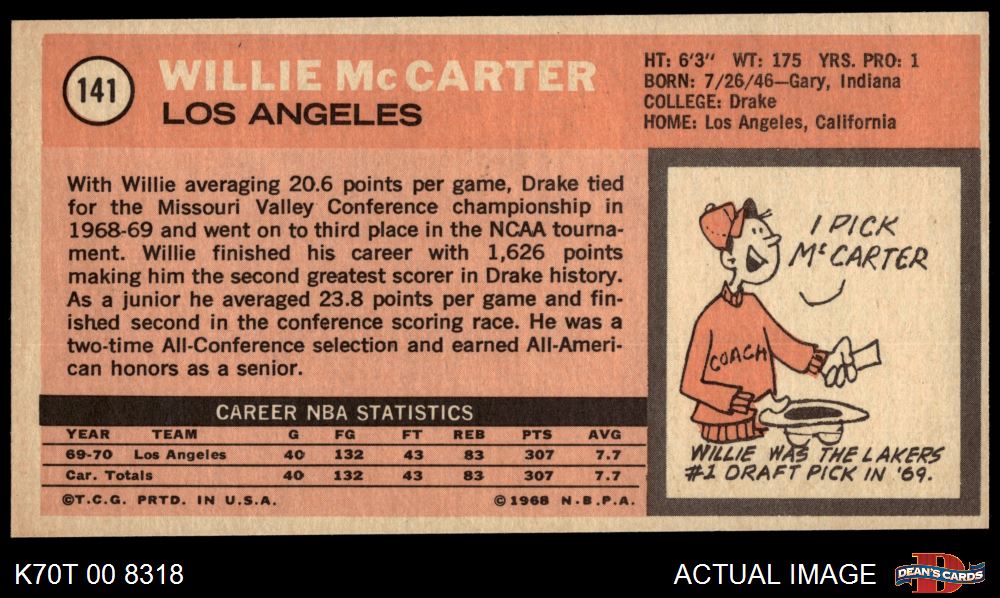 141
WILLIE McCARTER
LOS ANGELES
HT: 6'3" WT: 175 YRS. PRO: 1
BORN: 7/26/46—Gary, Indiana
COLLEGE: Drake
HOME: Los Angeles, California
With Willie averaging 20.6 points per game, Drake tied
for the Missouri Valley Conference championship in
1968-69 and went on to third place in the NCAA tourna-
ment. Willie finished his career with 1,626 points
making him the second greatest scorer in Drake history.
As a junior he averaged 23.8 points per game and fin-
ished second in the conference scoring race. He was a
two-time All-Conference selection and earned All-Ameri-
can honors as a senior.
I PICK
McCARTER
COACH
WILLIE WAS THE LAKERS
#1 DRAFT PICK IN '69.
CAREER NBA STATISTICS
YEAR TEAM G FG FT REB PTS AVG
69-70 Los Angeles 40 132 43 83 307 7.7
Car. Totals 40 132 43 83 307 7.7
©T.C.G. PRTD. IN U.S.A. ©1968 N.B.P.A.
K70T 00 8318
ACTUAL IMAGE
DEAN'S CARDS